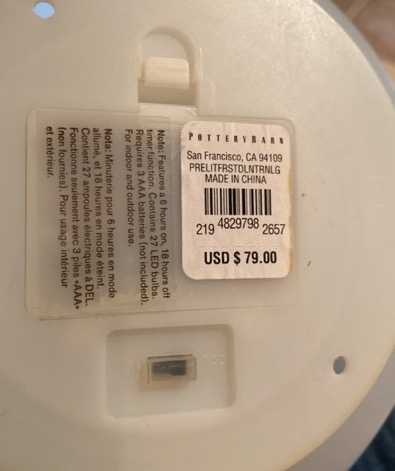 POTTERY BARN
San Francisco, CA 94109
PRELITFRSTDLNTRNLG
MADE IN CHINA
219 4829798 2657
USD $ 79.00
Note: Features a 6 hours on, 18 hours off
timer function. Contains 27 LED bulbs.
Requires 3 AAA batteries (not included).
For indoor and outdoor use.
Nota: Minuterie pour 6 heures en mode
allumé, et 18 heures en mode éteint.
Contient 27 ampoules électriques à DEL.
Fonctionne seulement avec 3 piles «AAA»
(non fournies). Pour usage intérieur
et extérieur.